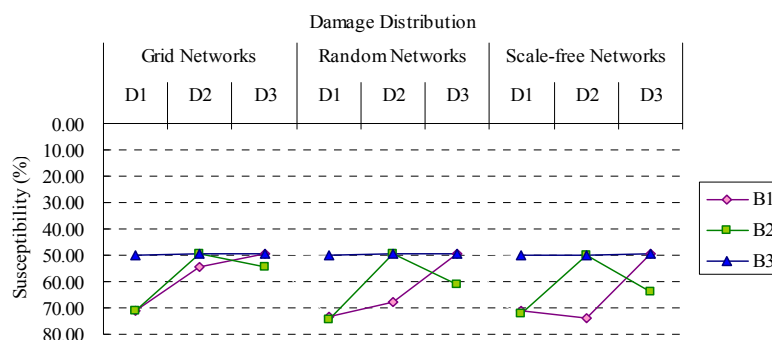 Damage Distribution
Grid Networks Random Networks Scale-free Networks
D1 D2 D3 D1 D2 D3 D1 D2 D3
Susceptibility (%)
0.00
10.00
20.00
30.00
40.00
50.00
60.00
70.00
80.00
B1
B2
B3